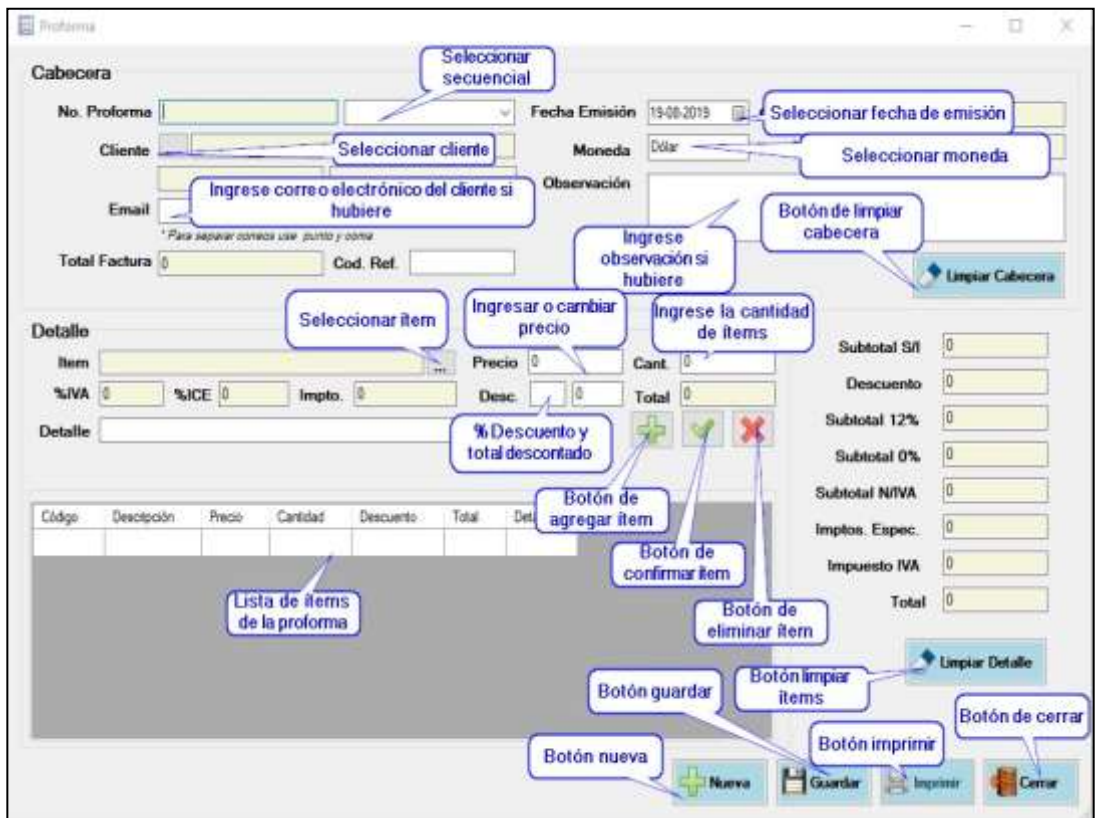 Proforma
Seleccionar
secuencial
Cabecera
No. Proforma
Fecha Emisión 19-08-2019
Seleccionar fecha de emisión
Cliente
Seleccionar cliente
Moneda Dólar
Seleccionar moneda
Observación
Ingrese correo electrónico del cliente si
hubiere
Email
Botón de limpiar
cabecera
* Para separar correos use punto y coma
Ingrese
observación si
hubiere
Total Factura 0
Cod. Ref.
Limpiar Cabecera
Seleccionar ítem
Ingresar o cambiar
precio
Ingrese la cantidad
de ítems
Detalle
Item
...
Precio 0
Cant. 0
%IVA 0
%ICE 0
Impto. 0
Desc. 0
Total 0
Detalle
% Descuento y
total descontado
Subtotal S/I 0
Descuento 0
Subtotal 12% 0
Subtotal 0% 0
Subtotal N/IVA 0
Imptos. Espec. 0
Impuesto IVA 0
Total 0
Botón de
agregar ítem
Código Descripción Precio Cantidad Descuento Total
Botón de
confirmar ítem
Lista de ítems
de la proforma
Botón de
eliminar ítem
Limpiar Detalle
Botón limpiar
ítems
Botón guardar
Botón de cerrar
Botón imprimir
Botón nueva
Nueva
Guardar
Imprimir
Cerrar